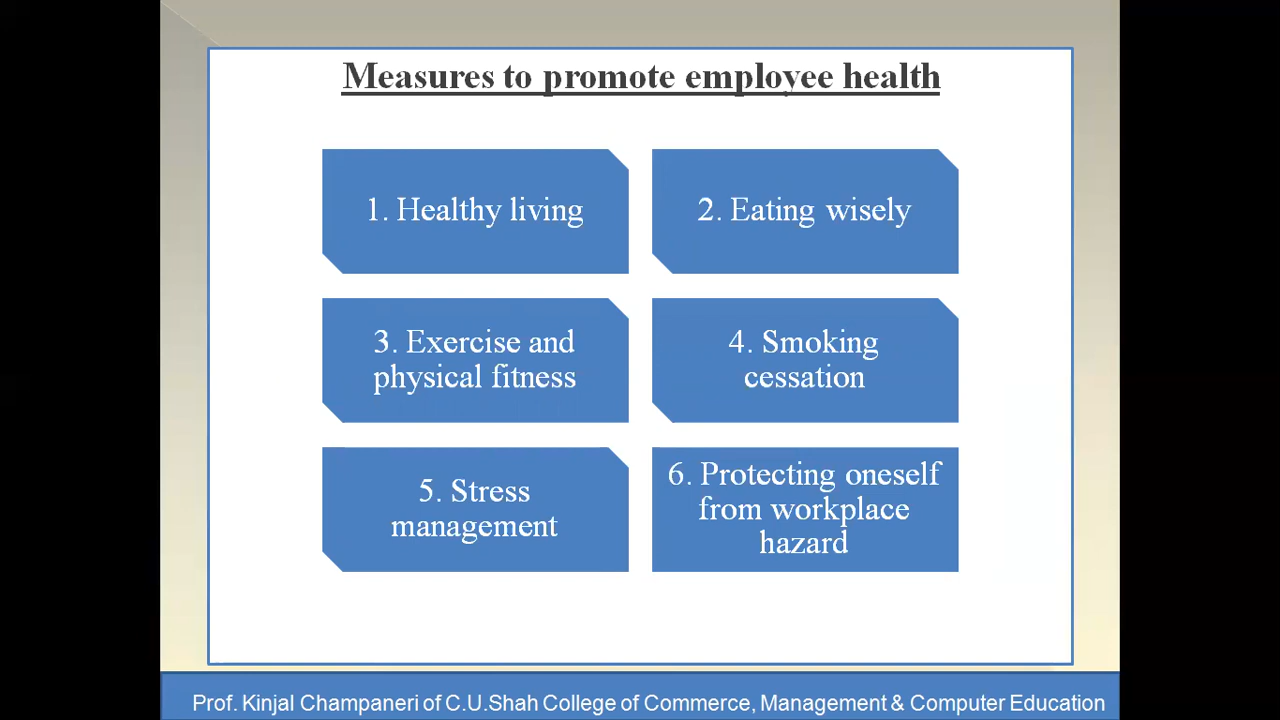 Measures to promote employee health
1. Healthy living
2. Eating wisely
3. Exercise and
physical fitness
4. Smoking
cessation
5. Stress
management
6. Protecting oneself
from workplace
hazard
Prof. Kinjal Champaneri of C.U.Shah College of Commerce, Management & Computer Education